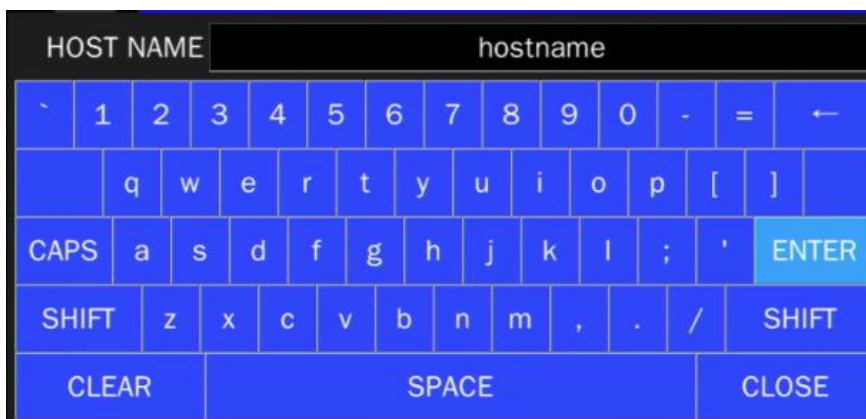 HOST NAME hostname
` 1 2 3 4 5 6 7 8 9 0 - = ←
q w e r t y u i o p [ ]
CAPS a s d f g h j k l ; ' ENTER
SHIFT z x c v b n m , . / SHIFT
CLEAR SPACE CLOSE